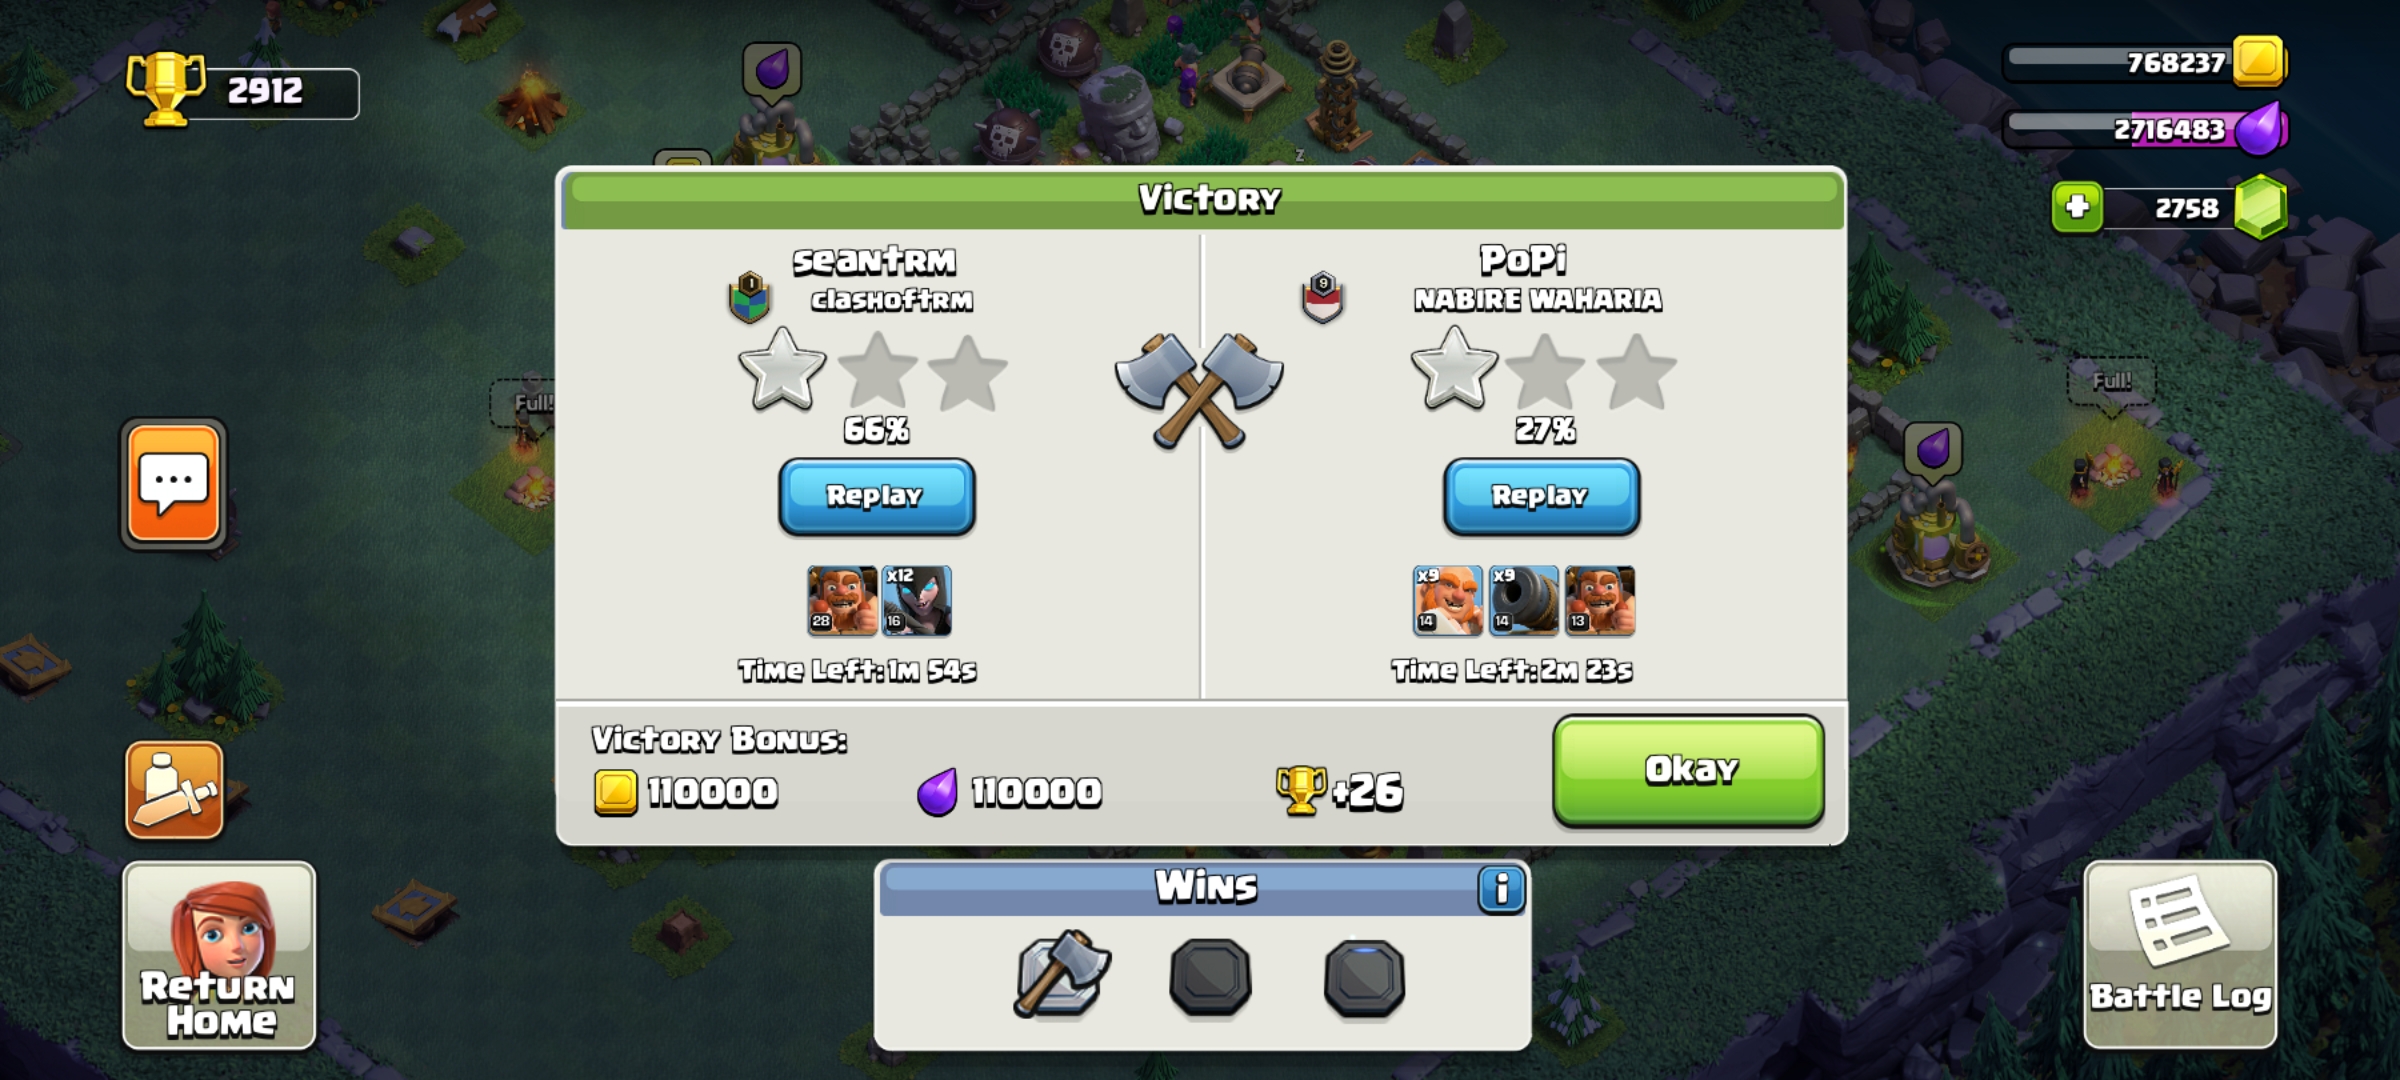 2912
768237
2716483
2758
Victory
seantrm
clashoftrm
1
66%
Replay
28
x12
16
Time Left:1m 54s
PoPi
NABIRE WAHARIA
9
27%
Replay
x9
14
x9
14
13
Time Left:2m 23s
Full!
Full!
z
Victory Bonus:
110000
110000
+26
Okay
Wins
i
Return
Home
Battle Log